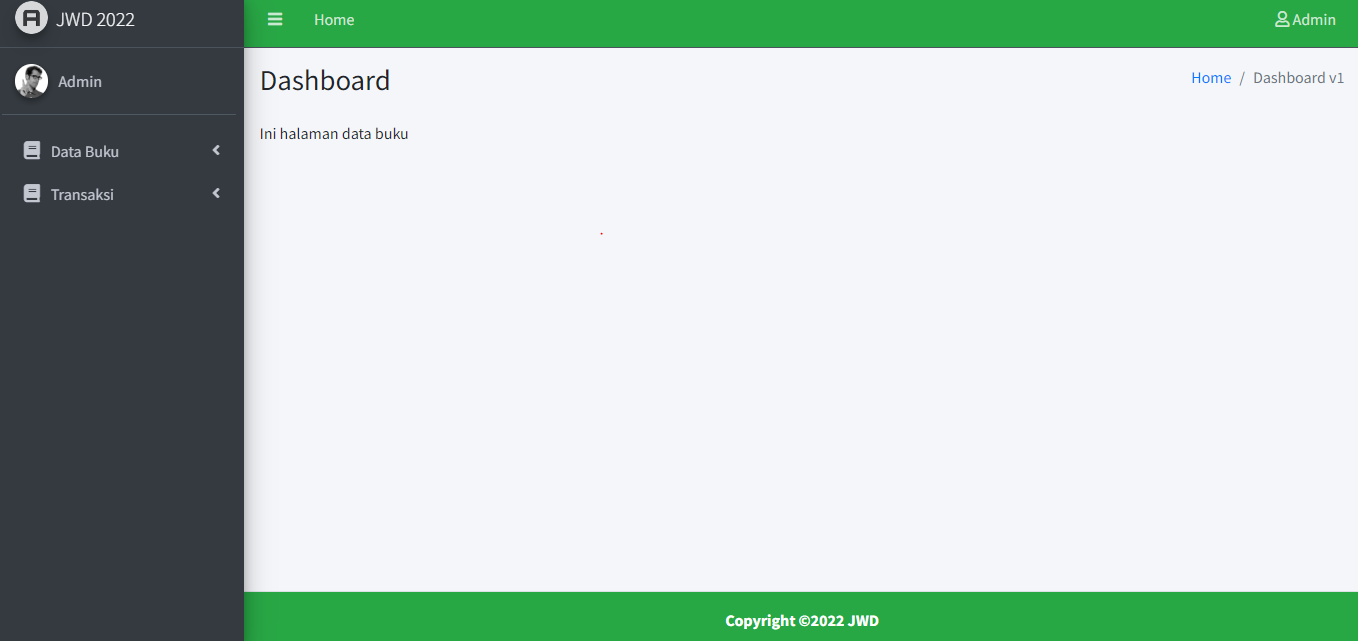 JWD 2022
Home
Admin
Admin
Dashboard
Home / Dashboard v1
Ini halaman data buku
Data Buku
Transaksi
.
Copyright ©2022 JWD